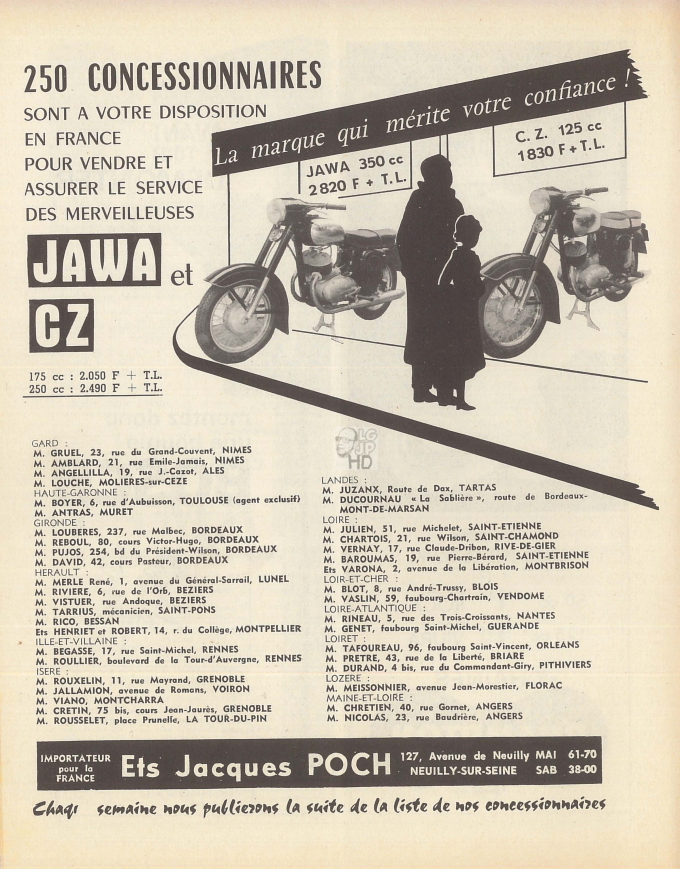 250 CONCESSIONNAIRES
SONT A VOTRE DISPOSITION
EN FRANCE
POUR VENDRE ET
ASSURER LE SERVICE
DES MERVEILLEUSES
JAWA et
CZ
175 cc : 2.050 F + T.L.
250 cc : 2.490 F + T.L.
La marque qui mérite votre confiance !
JAWA 350 cc
2 820 F + T.L.
C. Z. 125 cc
1 830 F + T.L.
LG
JP
HD
GARD :
M. GRUEL, 23, rue du Grand-Couvent, NIMES
M. AMBLARD, 21, rue Emile-Jamais, NIMES
M. ANGELLILLA, 19, rue J.-Cazot, ALES
M. LOUCHE, MOLIERES-sur-CEZE
HAUTE-GARONNE :
M. BOYER, 6, rue d'Aubuisson, TOULOUSE (agent exclusif)
M. ANTRAS, MURET
GIRONDE :
M. LOUBERES, 237, rue Malbec, BORDEAUX
M. REBOUL, 80, cours Victor-Hugo, BORDEAUX
M. PUJOS, 254, bd du Président-Wilson, BORDEAUX
M. DAVID, 42, cours Pasteur, BORDEAUX
HERAULT :
M. MERLE René, 1, avenue du Général-Sarrail, LUNEL
M. RIVIERE, 6, rue de l'Orb, BEZIERS
M. VISTUER, rue Andoque, BEZIERS
M. TARRIUS, mécanicien, SAINT-PONS
M. RICO, BESSAN
Ets HENRIET et ROBERT, 14, r. du Collège, MONTPELLIER
ILLE-ET-VILLAINE :
M. BEGASSE, 17, rue Saint-Michel, RENNES
M. ROULLIER, boulevard de la Tour-d'Auvergne, RENNES
ISERE :
M. ROUXELIN, 11, rue Mayrand, GRENOBLE
M. JALLAMION, avenue de Romans, VOIRON
M. VIANO, MONTCHARRA
M. CRETIN, 75 bis, cours Jean-Jaurès, GRENOBLE
M. ROUSSELET, place Prunelle, LA TOUR-DU-PIN
LANDES :
M. JUZANX, Route de Dax, TARTAS
M. DUCOURNAU « La Sablière », route de Bordeaux-
MONT-DE-MARSAN
LOIRE :
M. JULIEN, 51, rue Michelet, SAINT-ETIENNE
M. CHARTOIS, 21, rue Wilson, SAINT-CHAMOND
M. VERNAY, 17, rue Claude-Dribon, RIVE-DE-GIER
M. BAROUMAS, 19, rue Pierre-Bérard, SAINT-ETIENNE
Ets VARONA, 2, avenue de la Libération, MONTBRISON
LOIR-ET-CHER :
M. BLOT, 8, rue André-Trussy, BLOIS
M. VASLIN, 59, faubourg-Chartrain, VENDOME
LOIRE-ATLANTIQUE :
M. RINEAU, 5, rue des Trois-Croissants, NANTES
M. GENET, faubourg Saint-Michel, GUERANDE
LOIRET :
M. TAFOUREAU, 96, faubourg Saint-Vincent, ORLEANS
M. PRETRE, 43, rue de la Liberté, BRIARE
M. DURAND, 4 bis, rue du Commandant-Giry, PITHIVIERS
LOZERE :
M. MEISSONNIER, avenue Jean-Morestier, FLORAC
MAINE-ET-LOIRE :
M. CHRETIEN, 40, rue Gornet, ANGERS
M. NICOLAS, 23, rue Baudrière, ANGERS
IMPORTATEUR
pour la
FRANCE
Ets Jacques POCH
127, Avenue de Neuilly MAI 61-70
NEUILLY-SUR-SEINE SAB 38-00
semaine nous publierons la suite de la liste de nos concessionnaires